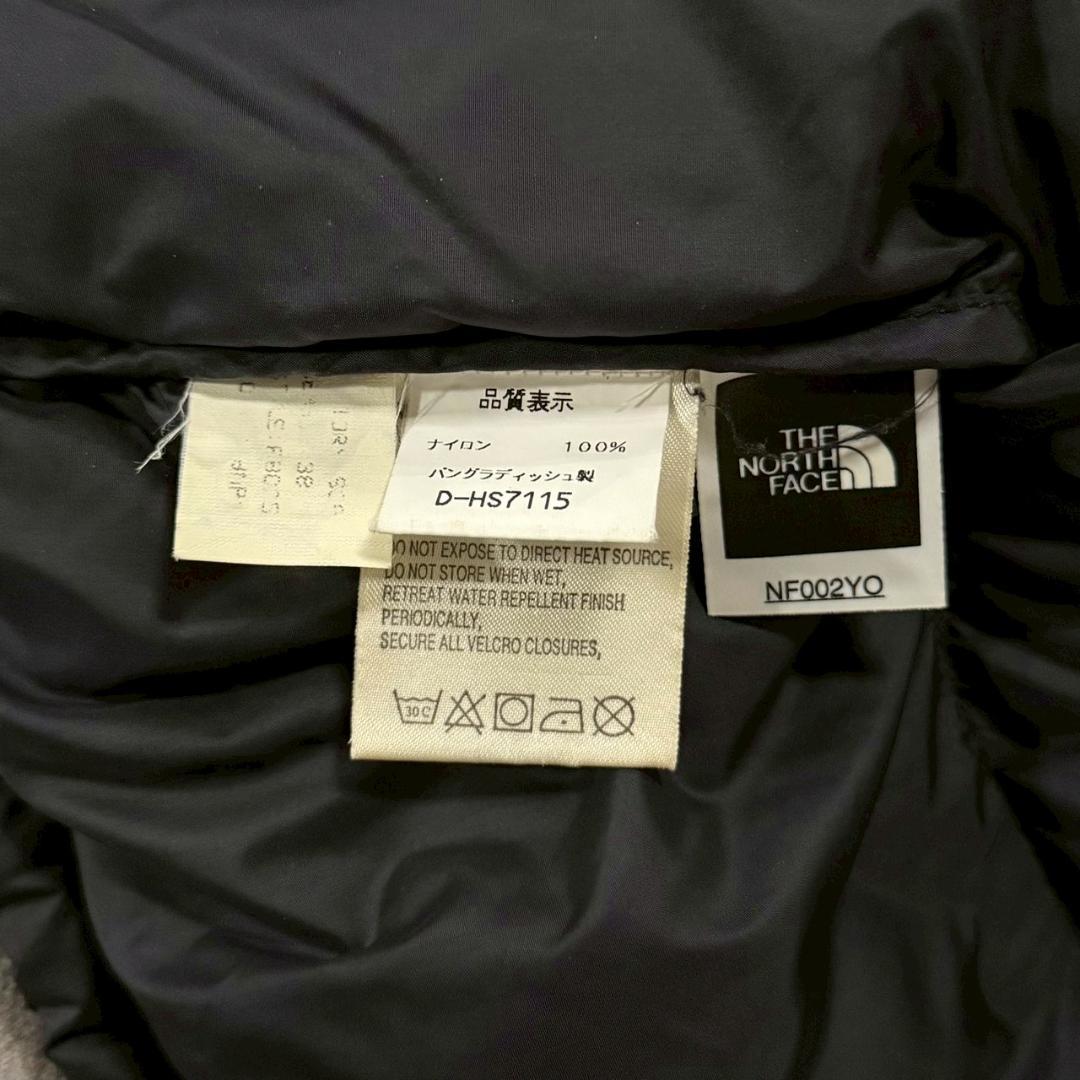 38
品質表示
ナイロン 100%
バングラディッシュ製
D-HS7115
DO NOT EXPOSE TO DIRECT HEAT SOURCE,
DO NOT STORE WHEN WET,
RETREAT WATER REPELLENT FINISH
PERIODICALLY,
SECURE ALL VELCRO CLOSURES,
30 C
THE
NORTH
FACE
NF002YO